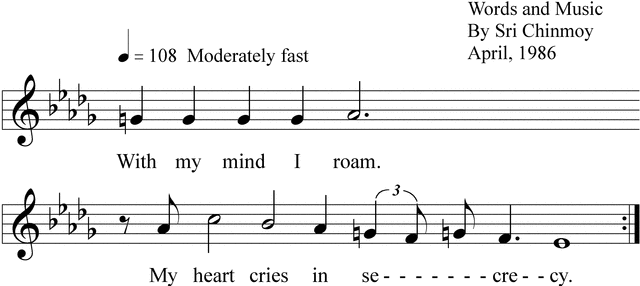 Words and Music
By Sri Chinmoy
April, 1986
= 108 Moderately fast
With my mind I roam.
3
My heart cries in se- - - - - - - -cre - -cy.